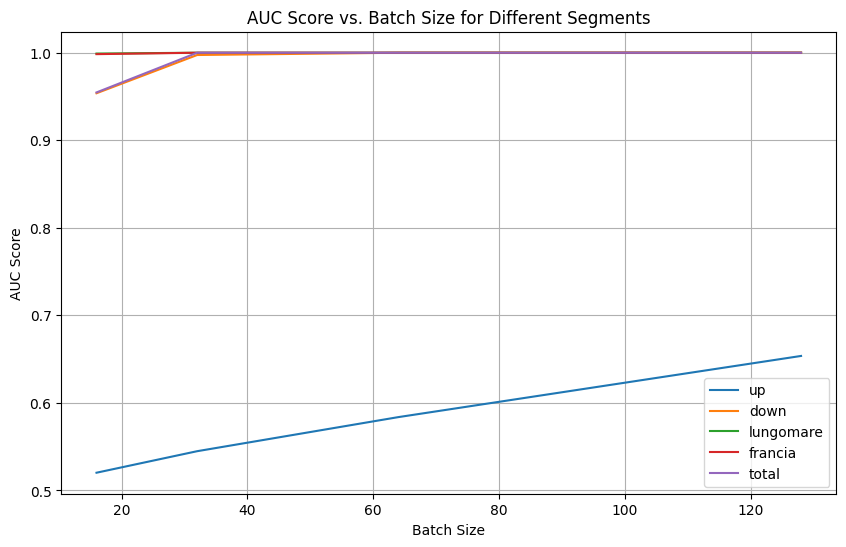 AUC Score vs. Batch Size for Different Segments
1.0
0.9
0.8
0.7
0.6
0.5
AUC Score
20
40
60
80
100
120
Batch Size
up
down
lungomare
francia
total